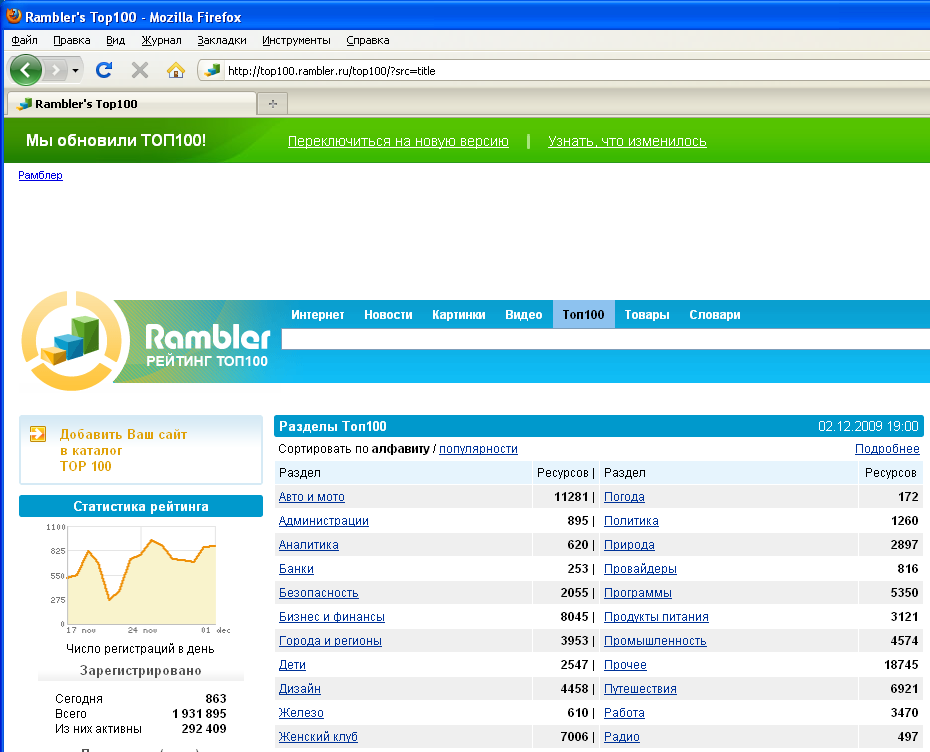 Rambler's Top100 - Mozilla Firefox
Файл Правка Вид Журнал Закладки Инструменты Справка
http://top100.rambler.ru/top100/?src=title
Rambler's Top100
Мы обновили ТОП100! Переключиться на новую версию | Узнать, что изменилось
Рамблер
Интернет Новости Картинки Видео Топ100 Товары Словари
Rambler
РЕЙТИНГ ТОП100
Добавить Ваш сайт
в каталог
TOP 100
Статистика рейтинга
1100
825
550
275
0
17 nov 24 nov 01 dec
Число регистраций в день
Зарегистрировано
Сегодня 863
Всего 1 931 895
Из них активны 292 409
Разделы Топ100 02.12.2009 19:00
Сортировать по алфавиту / популярности Подробнее
Раздел Ресурсов | Раздел Ресурсов
Авто и мото 11281 | Погода 172
Администрации 895 | Политика 1260
Аналитика 620 | Природа 2897
Банки 253 | Провайдеры 816
Безопасность 2055 | Программы 5350
Бизнес и финансы 8045 | Продукты питания 3121
Города и регионы 3953 | Промышленность 4574
Дети 2547 | Прочее 18745
Дизайн 4458 | Путешествия 6921
Железо 610 | Работа 3470
Женский клуб 7006 | Радио 497